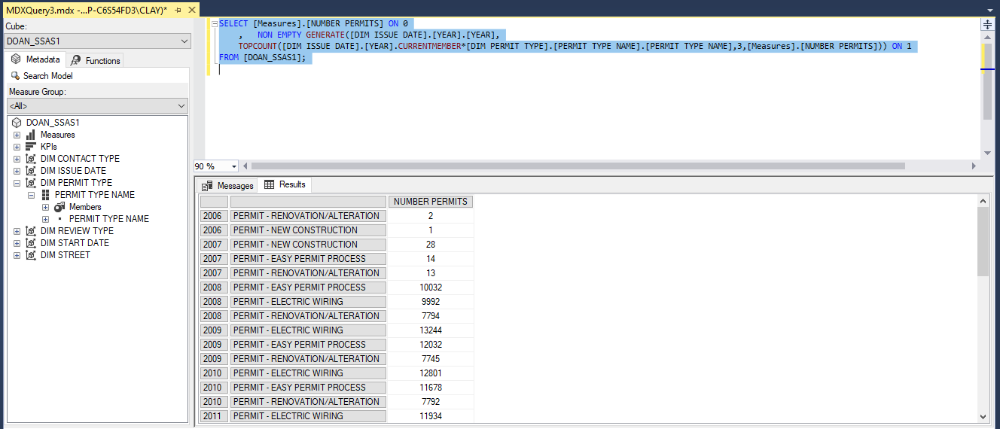 MDXQuery3.mdx -...P-C6S54FD3\CLAY)*
Cube:
DOAN_SSAS1
Metadata
Functions
Search Model
Measure Group:
<All>
DOAN_SSAS1
Measures
KPIs
DIM CONTACT TYPE
DIM ISSUE DATE
DIM PERMIT TYPE
PERMIT TYPE NAME
Members
PERMIT TYPE NAME
DIM REVIEW TYPE
DIM START DATE
DIM STREET
SELECT [Measures].[NUMBER PERMITS] ON 0
, NON EMPTY GENERATE([DIM ISSUE DATE].[YEAR].[YEAR],
TOPCOUNT([DIM ISSUE DATE].[YEAR].CURRENTMEMBER*[DIM PERMIT TYPE].[PERMIT TYPE NAME].[PERMIT TYPE NAME],3,[Measures].[NUMBER PERMITS])) ON 1
FROM [DOAN_SSAS1];
90 %
Messages
Results
NUMBER PERMITS
2006 PERMIT - RENOVATION/ALTERATION 2
2006 PERMIT - NEW CONSTRUCTION 1
2007 PERMIT - NEW CONSTRUCTION 28
2007 PERMIT - EASY PERMIT PROCESS 14
2007 PERMIT - RENOVATION/ALTERATION 13
2008 PERMIT - EASY PERMIT PROCESS 10032
2008 PERMIT - ELECTRIC WIRING 9992
2008 PERMIT - RENOVATION/ALTERATION 7794
2009 PERMIT - ELECTRIC WIRING 13244
2009 PERMIT - EASY PERMIT PROCESS 12032
2009 PERMIT - RENOVATION/ALTERATION 7745
2010 PERMIT - ELECTRIC WIRING 12801
2010 PERMIT - EASY PERMIT PROCESS 11678
2010 PERMIT - RENOVATION/ALTERATION 7792
2011 PERMIT - ELECTRIC WIRING 11934